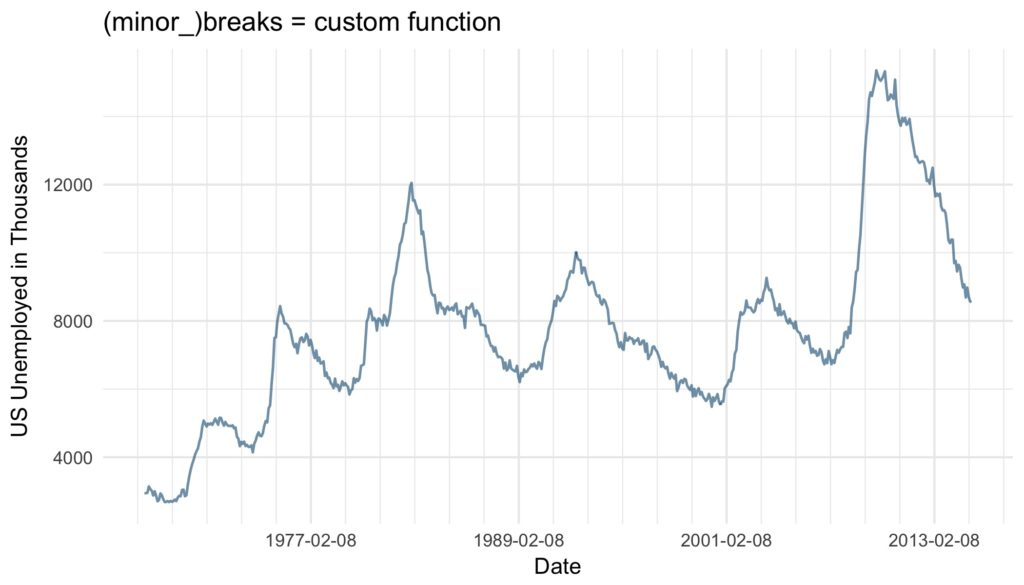 (minor_)breaks = custom function
US Unemployed in Thousands
12000
8000
4000
1977-02-08
1989-02-08
2001-02-08
2013-02-08
Date